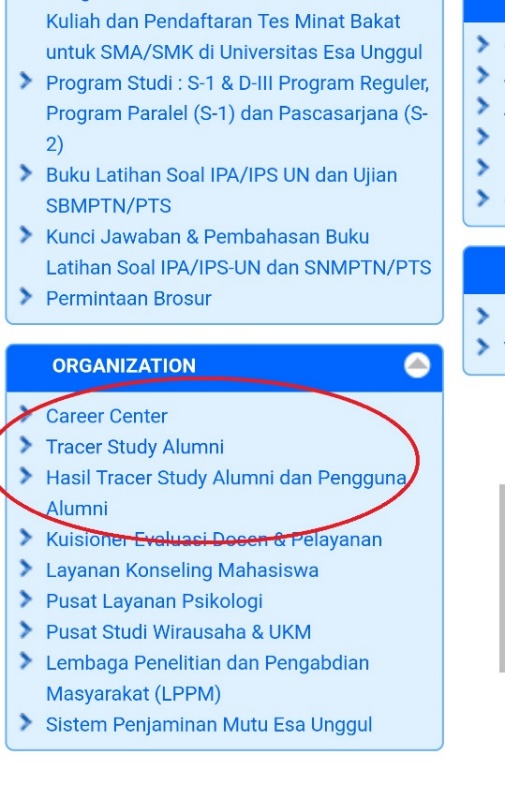 Kuliah dan Pendaftaran Tes Minat Bakat
untuk SMA/SMK di Universitas Esa Unggul
Program Studi : S-1 & D-III Program Reguler,
Program Paralel (S-1) dan Pascasarjana (S-
2)
Buku Latihan Soal IPA/IPS UN dan Ujian
SBMPTN/PTS
Kunci Jawaban & Pembahasan Buku
Latihan Soal IPA/IPS-UN dan SNMPTN/PTS
Permintaan Brosur
ORGANIZATION
Career Center
Tracer Study Alumni
Hasil Tracer Study Alumni dan Pengguna
Alumni
Kuisioner Evaluasi Dosen & Pelayanan
Layanan Konseling Mahasiswa
Pusat Layanan Psikologi
Pusat Studi Wirausaha & UKM
Lembaga Penelitian dan Pengabdian
Masyarakat (LPPM)
Sistem Penjaminan Mutu Esa Unggul